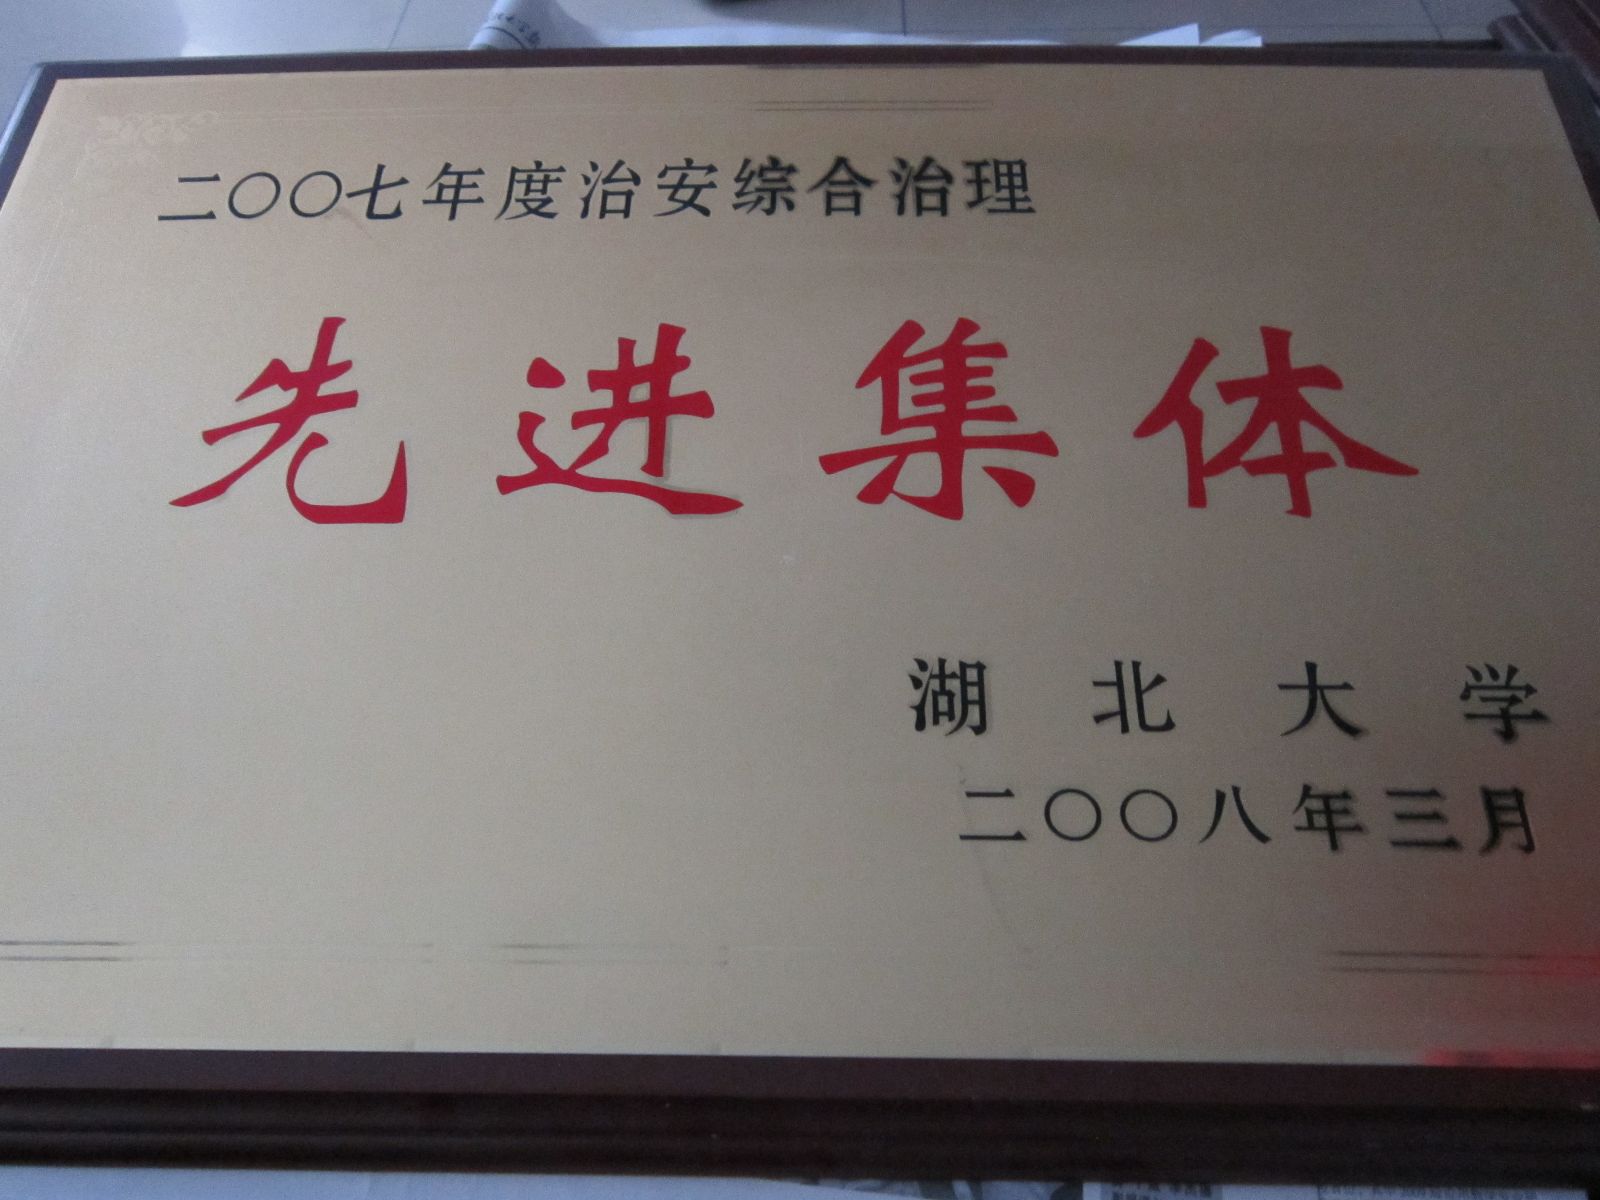 二〇〇七年度治安综合治理
先进集体
湖北大学
二〇〇八年三月